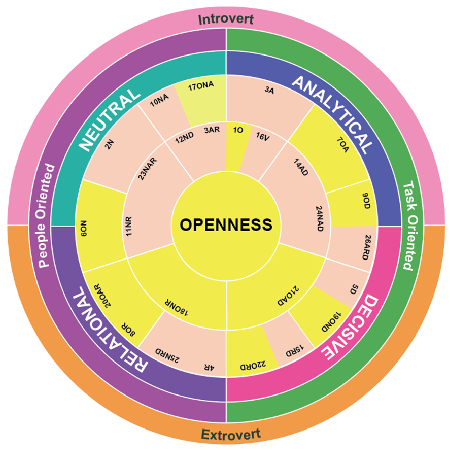 Introvert
People Oriented
Task Oriented
Extrovert
NEUTRAL
ANALYTICAL
RELATIONAL
DECISIVE
OPENNESS
10NA
17ONA
3A
7OA
9OD
26ARD
5D
19OND
15RD
22ORD
4R
25NRD
8OR
20OAR
6ON
2N
12ND
3AR
1O
16V
14AD
24NAD
21OAD
18ONR
11NR
23NAR